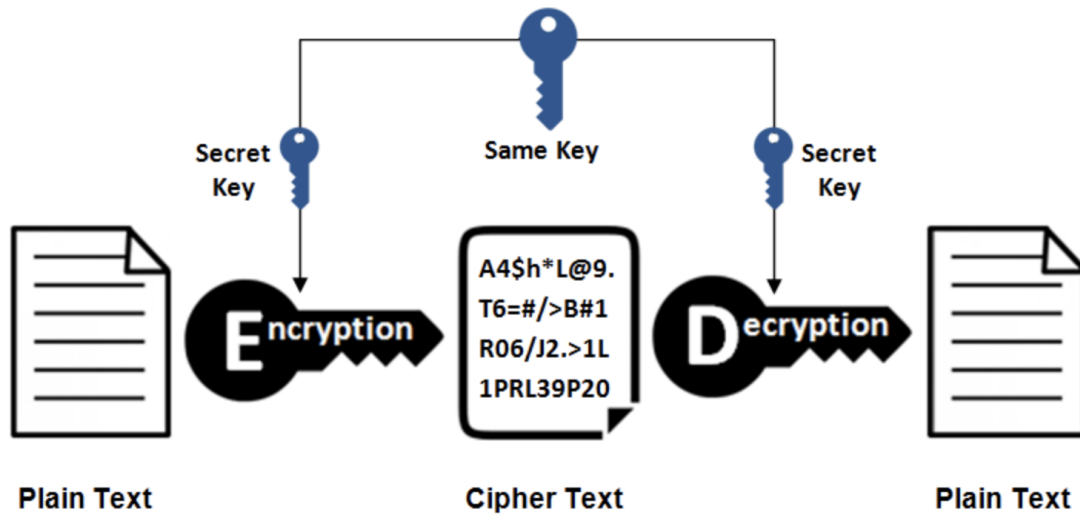 Same Key
Secret
Key
Secret
Key
Encryption
A4$h*L@9.
T6=#/>B#1
R06/J2.>1L
1PRL39P20
Decryption
Plain Text
Cipher Text
Plain Text